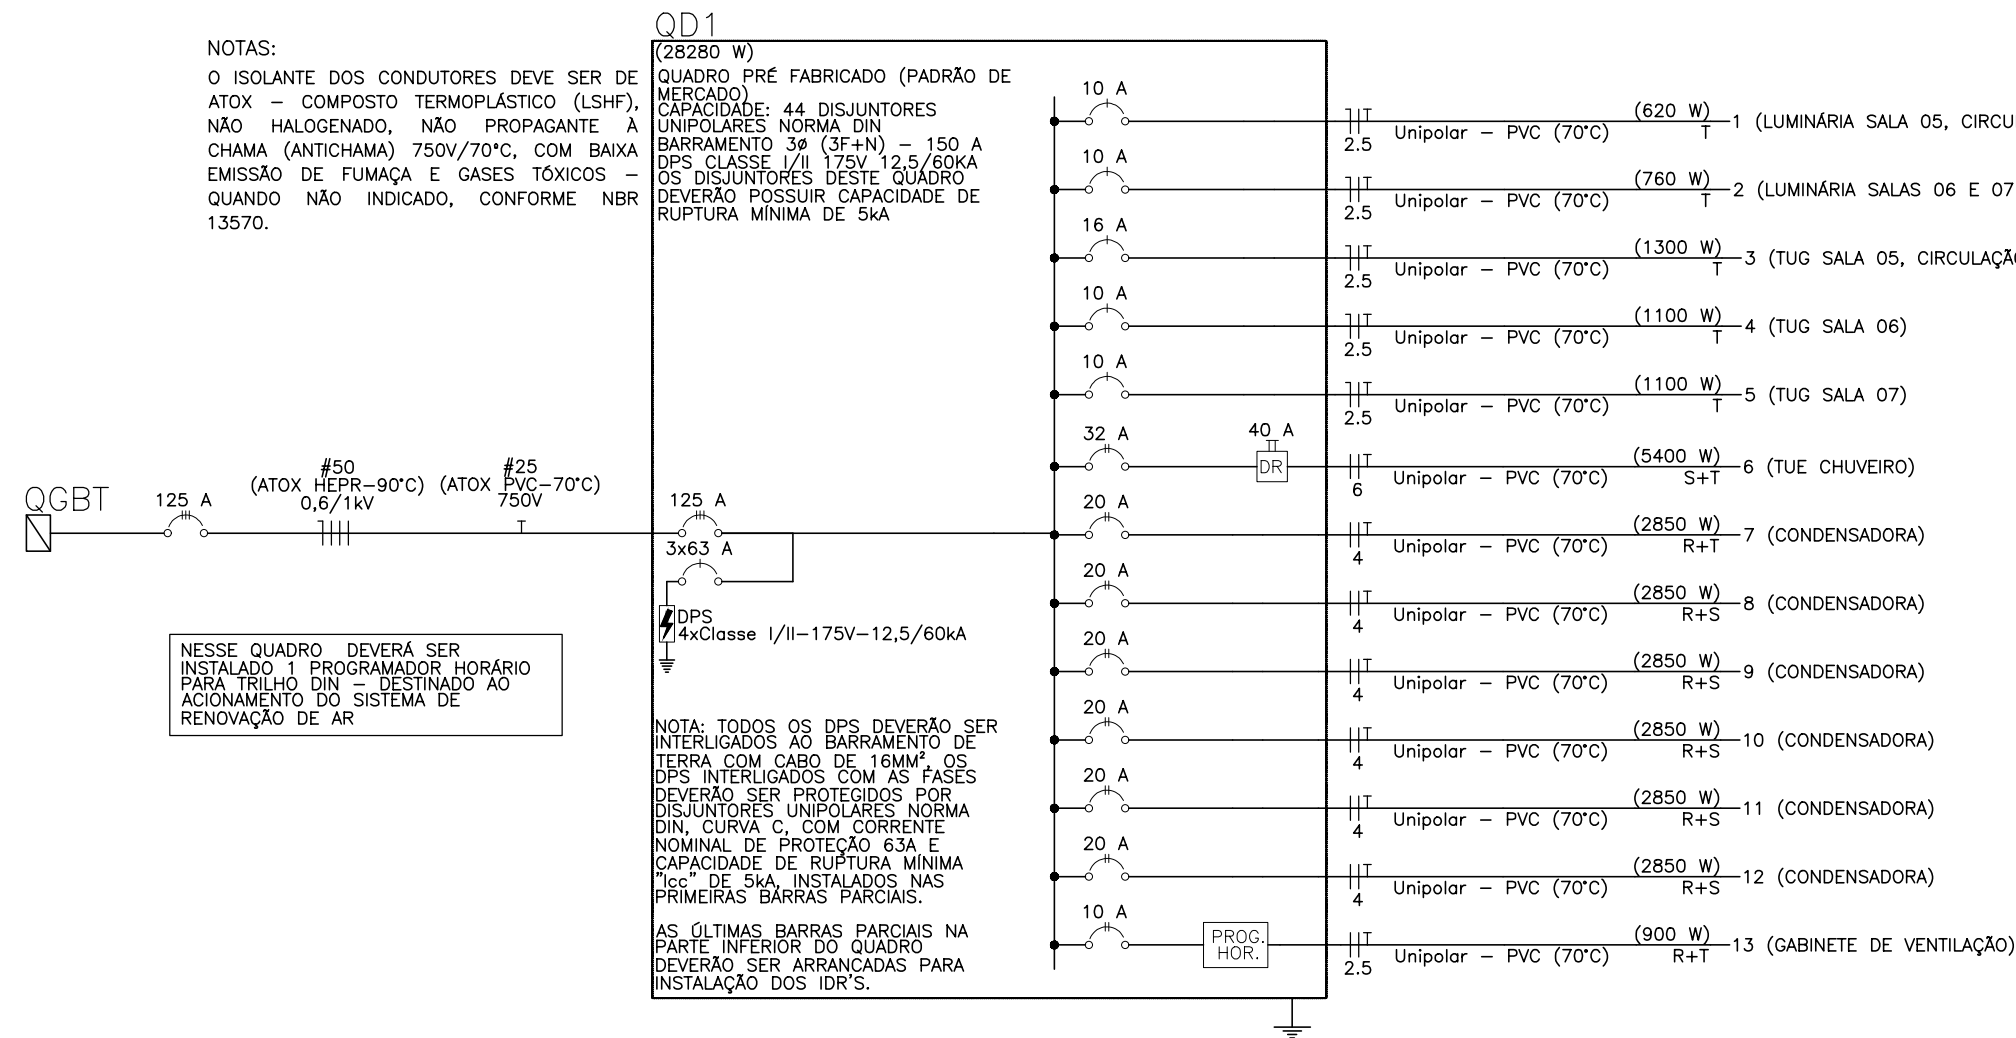 QD1
NOTAS:
O ISOLANTE DOS CONDUTORES DEVE SER DE
ATOX – COMPOSTO TERMOPLÁSTICO (LSHF),
NÃO HALOGENADO, NÃO PROPAGANTE À
CHAMA (ANTICHAMA) 750V/70°C, COM BAIXA
EMISSÃO DE FUMAÇA E GASES TÓXICOS –
QUANDO NÃO INDICADO, CONFORME NBR
13570.
(28280 W)
QUADRO PRÉ FABRICADO (PADRÃO DE
MERCADO)
CAPACIDADE: 44 DISJUNTORES
UNIPOLARES NORMA DIN
BARRAMENTO 3ø (3F+N) – 150 A
DPS CLASSE I/II 175V 12,5/60KA
OS DISJUNTORES DESTE QUADRO
DEVERÃO POSSUIR CAPACIDADE DE
RUPTURA MÍNIMA DE 5kA
QGBT
125 A
#50
(ATOX HEPR–90°C)
0,6/1kV
#25
(ATOX PVC–70°C)
750V
T
125 A
3x63 A
DPS
4xClasse I/II–175V–12,5/60kA
NESSE QUADRO DEVERÁ SER
INSTALADO 1 PROGRAMADOR HORÁRIO
PARA TRILHO DIN – DESTINADO AO
ACIONAMENTO DO SISTEMA DE
RENOVAÇÃO DE AR
NOTA: TODOS OS DPS DEVERÃO SER
INTERLIGADOS AO BARRAMENTO DE
TERRA COM CABO DE 16MM², OS
DPS INTERLIGADOS COM AS FASES
DEVERÃO SER PROTEGIDOS POR
DISJUNTORES UNIPOLARES NORMA
DIN, CURVA C, COM CORRENTE
NOMINAL DE PROTEÇÃO 63A E
CAPACIDADE DE RUPTURA MÍNIMA
"Icc" DE 5kA, INSTALADOS NAS
PRIMEIRAS BARRAS PARCIAIS.
AS ÚLTIMAS BARRAS PARCIAIS NA
PARTE INFERIOR DO QUADRO
DEVERÃO SER ARRANCADAS PARA
INSTALAÇÃO DOS IDR'S.
10 A
2.5 Unipolar – PVC (70°C) (620 W) T 1 (LUMINÁRIA SALA 05, CIRCU
10 A
2.5 Unipolar – PVC (70°C) (760 W) T 2 (LUMINÁRIA SALAS 06 E 07
16 A
2.5 Unipolar – PVC (70°C) (1300 W) T 3 (TUG SALA 05, CIRCULAÇÃO
10 A
2.5 Unipolar – PVC (70°C) (1100 W) T 4 (TUG SALA 06)
10 A
2.5 Unipolar – PVC (70°C) (1100 W) T 5 (TUG SALA 07)
32 A
40 A
DR
6 Unipolar – PVC (70°C) (5400 W) S+T 6 (TUE CHUVEIRO)
20 A
4 Unipolar – PVC (70°C) (2850 W) R+T 7 (CONDENSADORA)
20 A
4 Unipolar – PVC (70°C) (2850 W) R+S 8 (CONDENSADORA)
20 A
4 Unipolar – PVC (70°C) (2850 W) R+S 9 (CONDENSADORA)
20 A
4 Unipolar – PVC (70°C) (2850 W) R+S 10 (CONDENSADORA)
20 A
4 Unipolar – PVC (70°C) (2850 W) R+S 11 (CONDENSADORA)
20 A
4 Unipolar – PVC (70°C) (2850 W) R+S 12 (CONDENSADORA)
10 A
PROG.
HOR.
2.5 Unipolar – PVC (70°C) (900 W) R+T 13 (GABINETE DE VENTILAÇÃO)